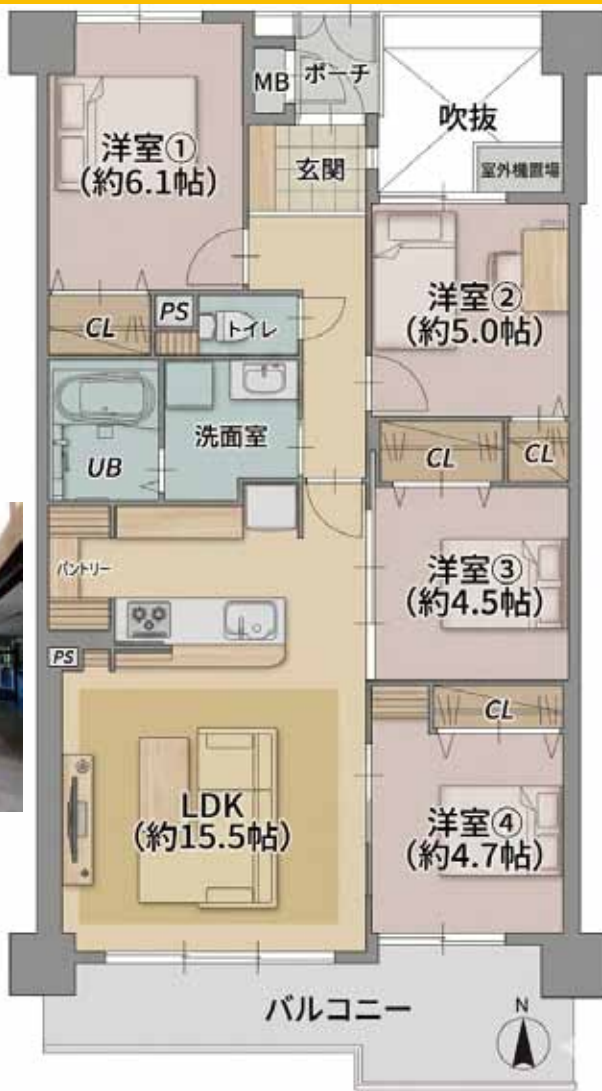 MB
ポーチ
吹抜
室外機置場
玄関
洋室①
(約6.1帖)
洋室②
(約5.0帖)
CL
PS
トイレ
UB
洗面室
CL
CL
パントリー
洋室③
(約4.5帖)
PS
CL
LDK
(約15.5帖)
洋室④
(約4.7帖)
バルコニー
N